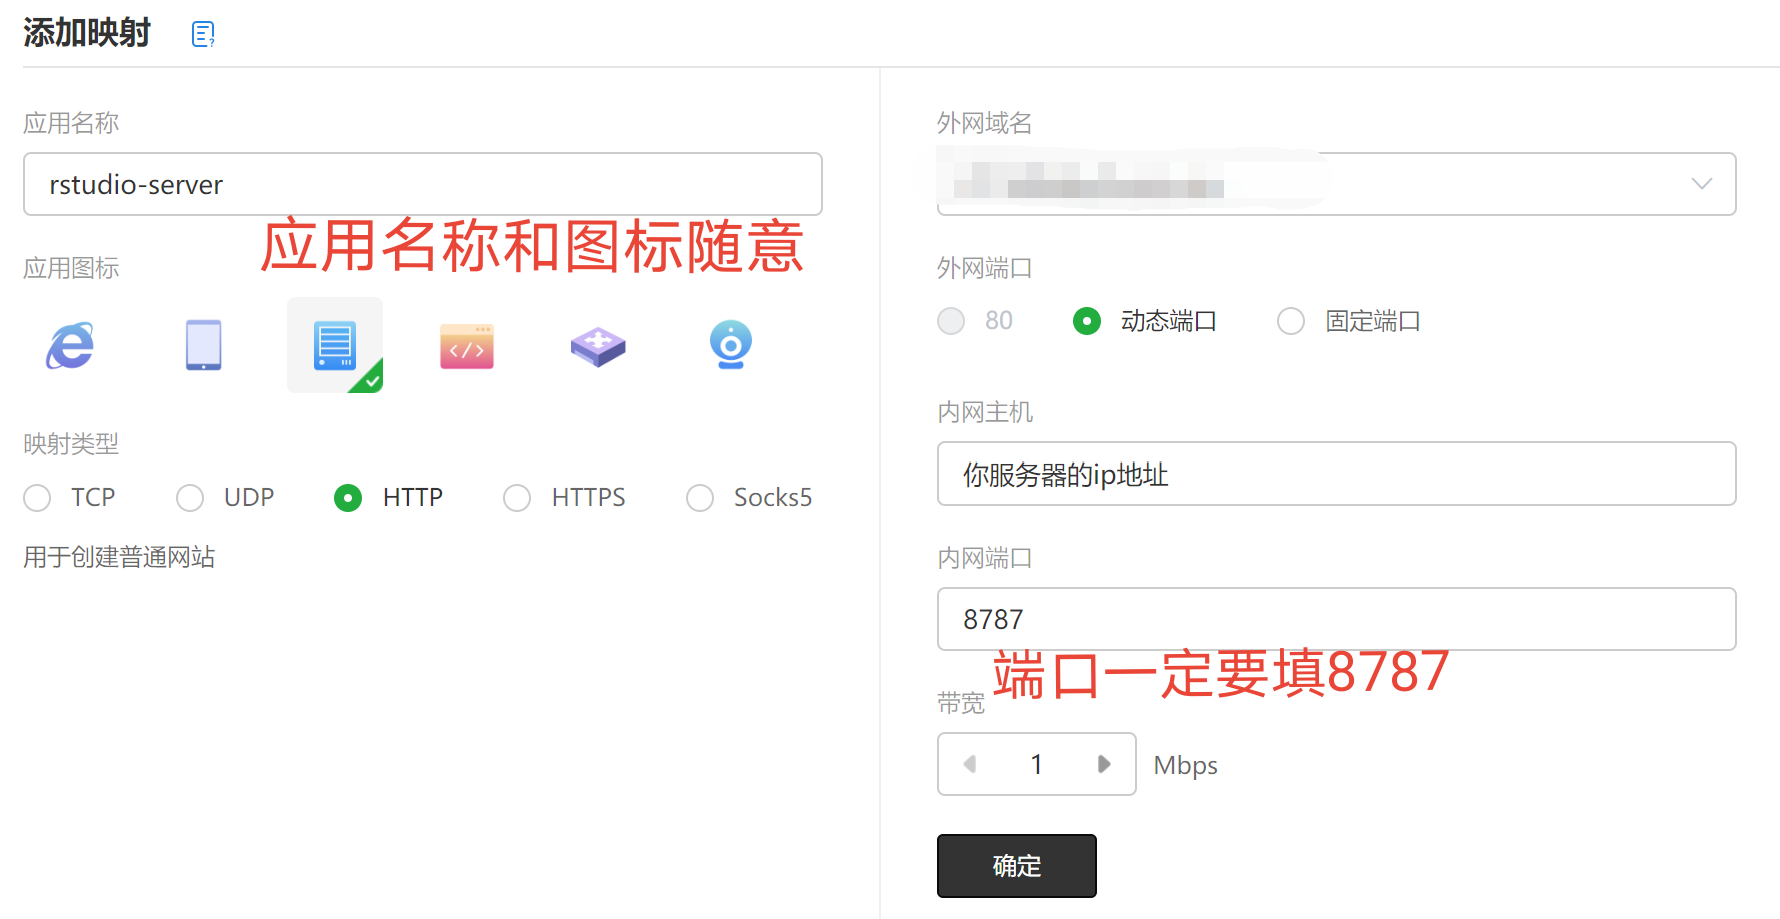 添加映射
应用名称
rstudio-server
应用名称和图标随意
应用图标
映射类型
TCP UDP HTTP HTTPS Socks5
用于创建普通网站
外网域名
外网端口
80 动态端口 固定端口
内网主机
你服务器的ip地址
内网端口
8787
端口一定要填8787
带宽
1 Mbps
确定